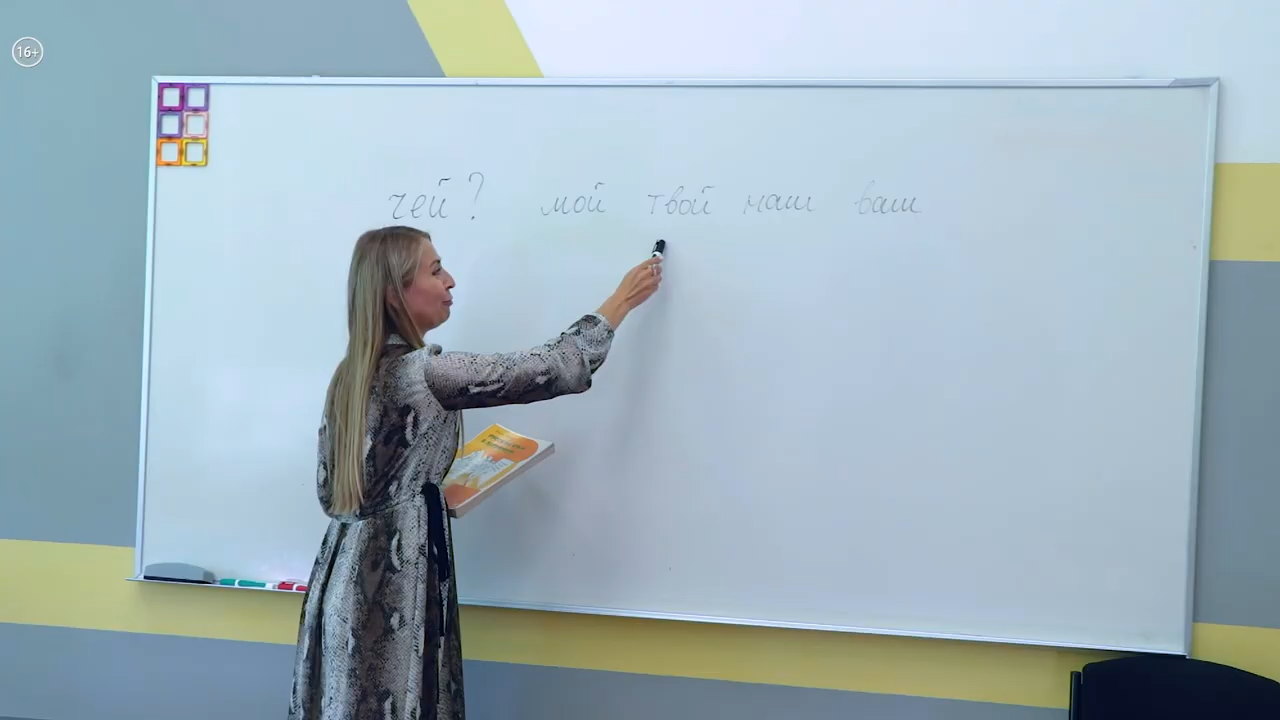 16+
чей? мой твой наш ваш